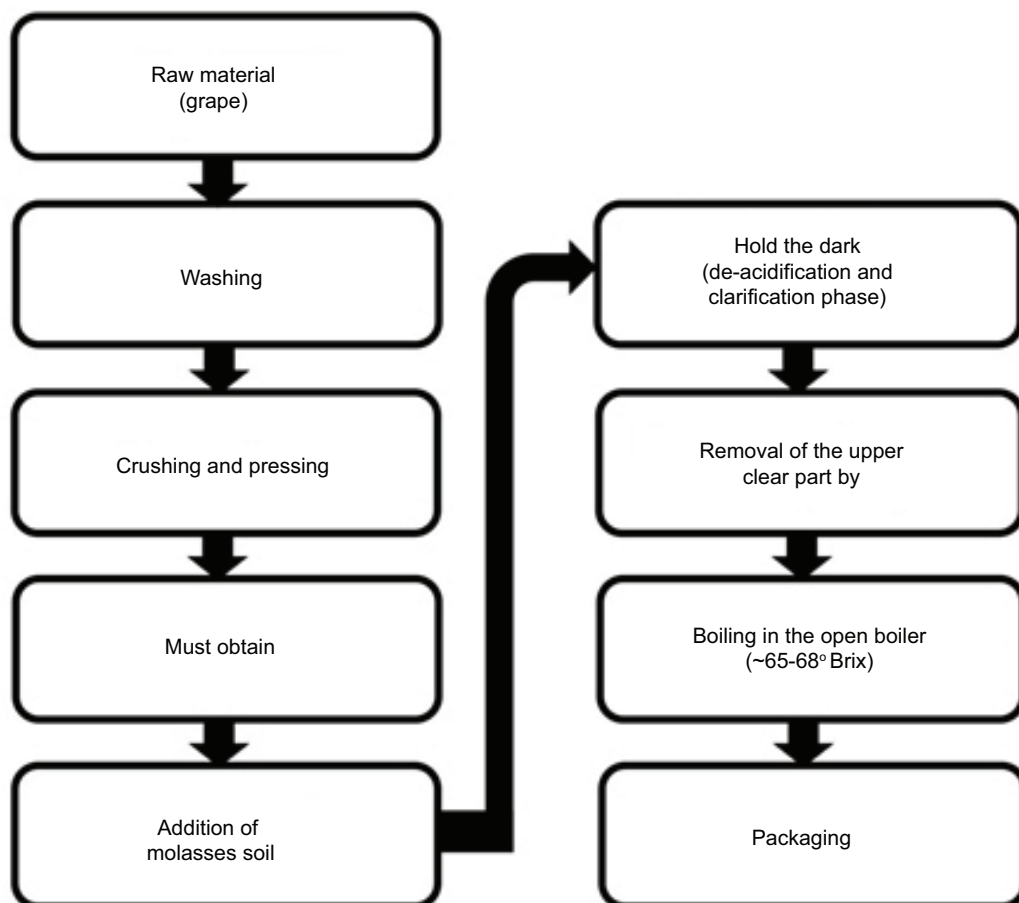 Raw material
(grape)
Washing
Crushing and pressing
Must obtain
Addition of
molasses soil
Hold the dark
(de-acidification and
clarification phase)
Removal of the upper
clear part by
Boiling in the open boiler
(~65-68° Brix)
Packaging